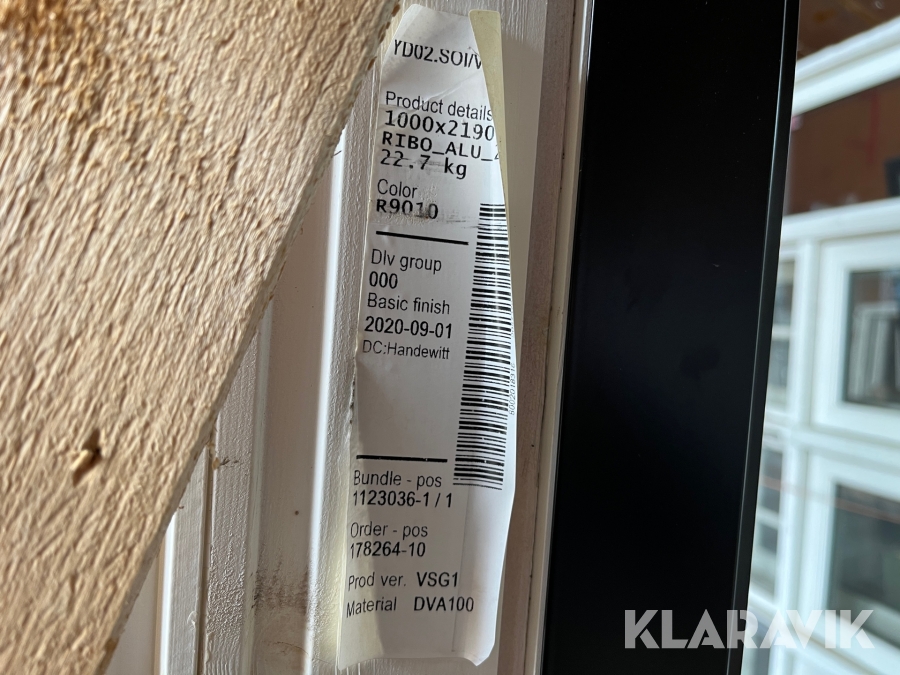 YD02.SOI/V
Product details
1000x2190
RIBO_ALU_
22.7 kg
Color
R9010
Dlv group
000
Basic finish
2020-09-01
DC:Handewitt
Bundle - pos
1123036-1 / 1
Order - pos
178264-10
Prod ver. VSG1
Material DVA100
KLARAVIK